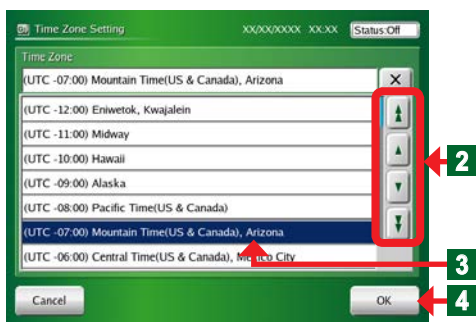 Time Zone Setting XX/XX/XXXX XX:XX Status:Off
Time Zone
(UTC -07:00) Mountain Time(US & Canada), Arizona X
(UTC -12:00) Eniwetok, Kwajalein
(UTC -11:00) Midway
(UTC -10:00) Hawaii
2
(UTC -09:00) Alaska
(UTC -08:00) Pacific Time(US & Canada)
(UTC -07:00) Mountain Time(US & Canada), Arizona
(UTC -06:00) Central Time(US & Canada), Mexico City
3
Cancel OK 4